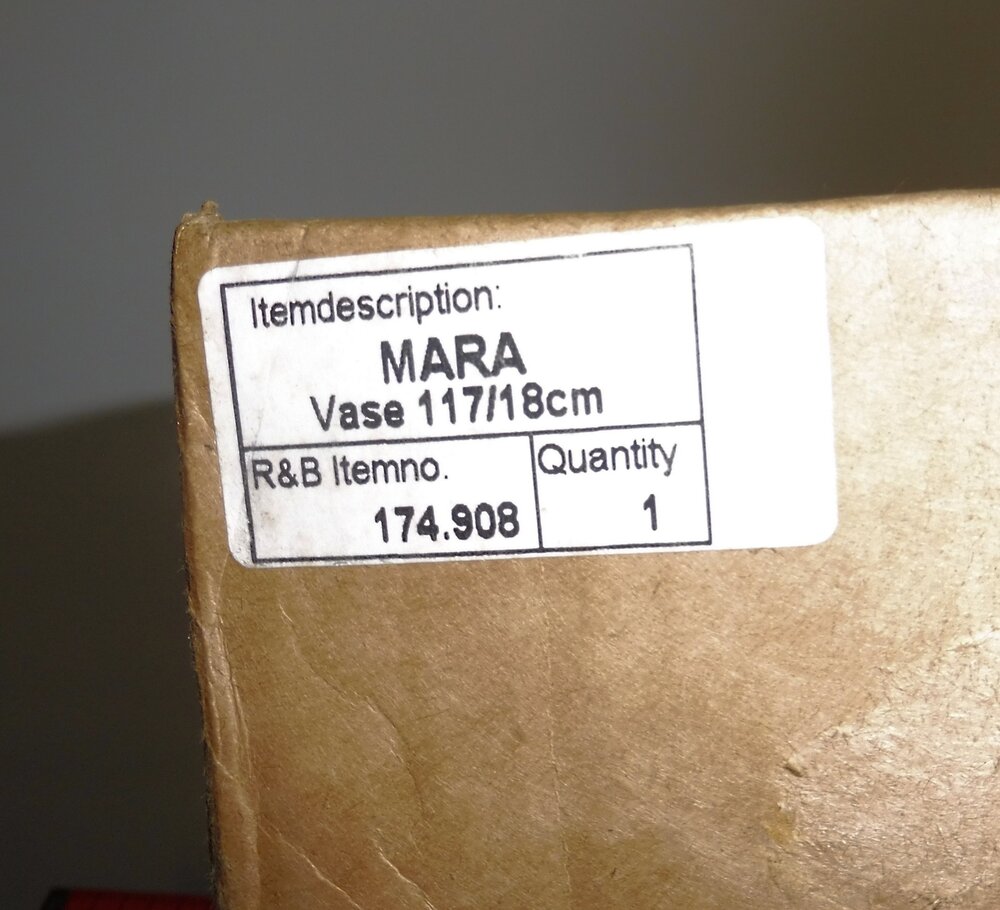 Itemdescription:
MARA
Vase 117/18cm
R&B Itemno.
174.908
Quantity
1